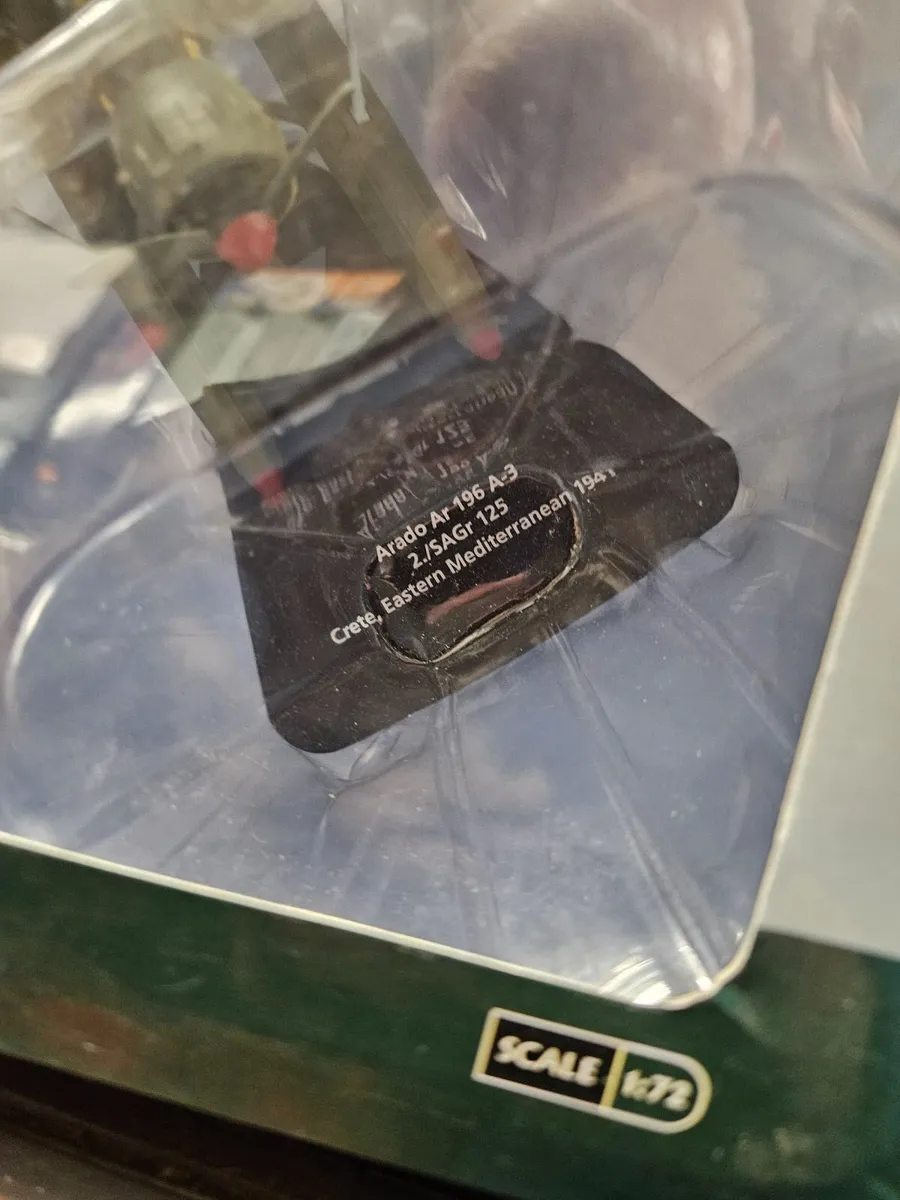 Arado Ar 196 A-3
2./SAGr 125
Crete, Eastern Mediterranean 1941
SCALE 1:72